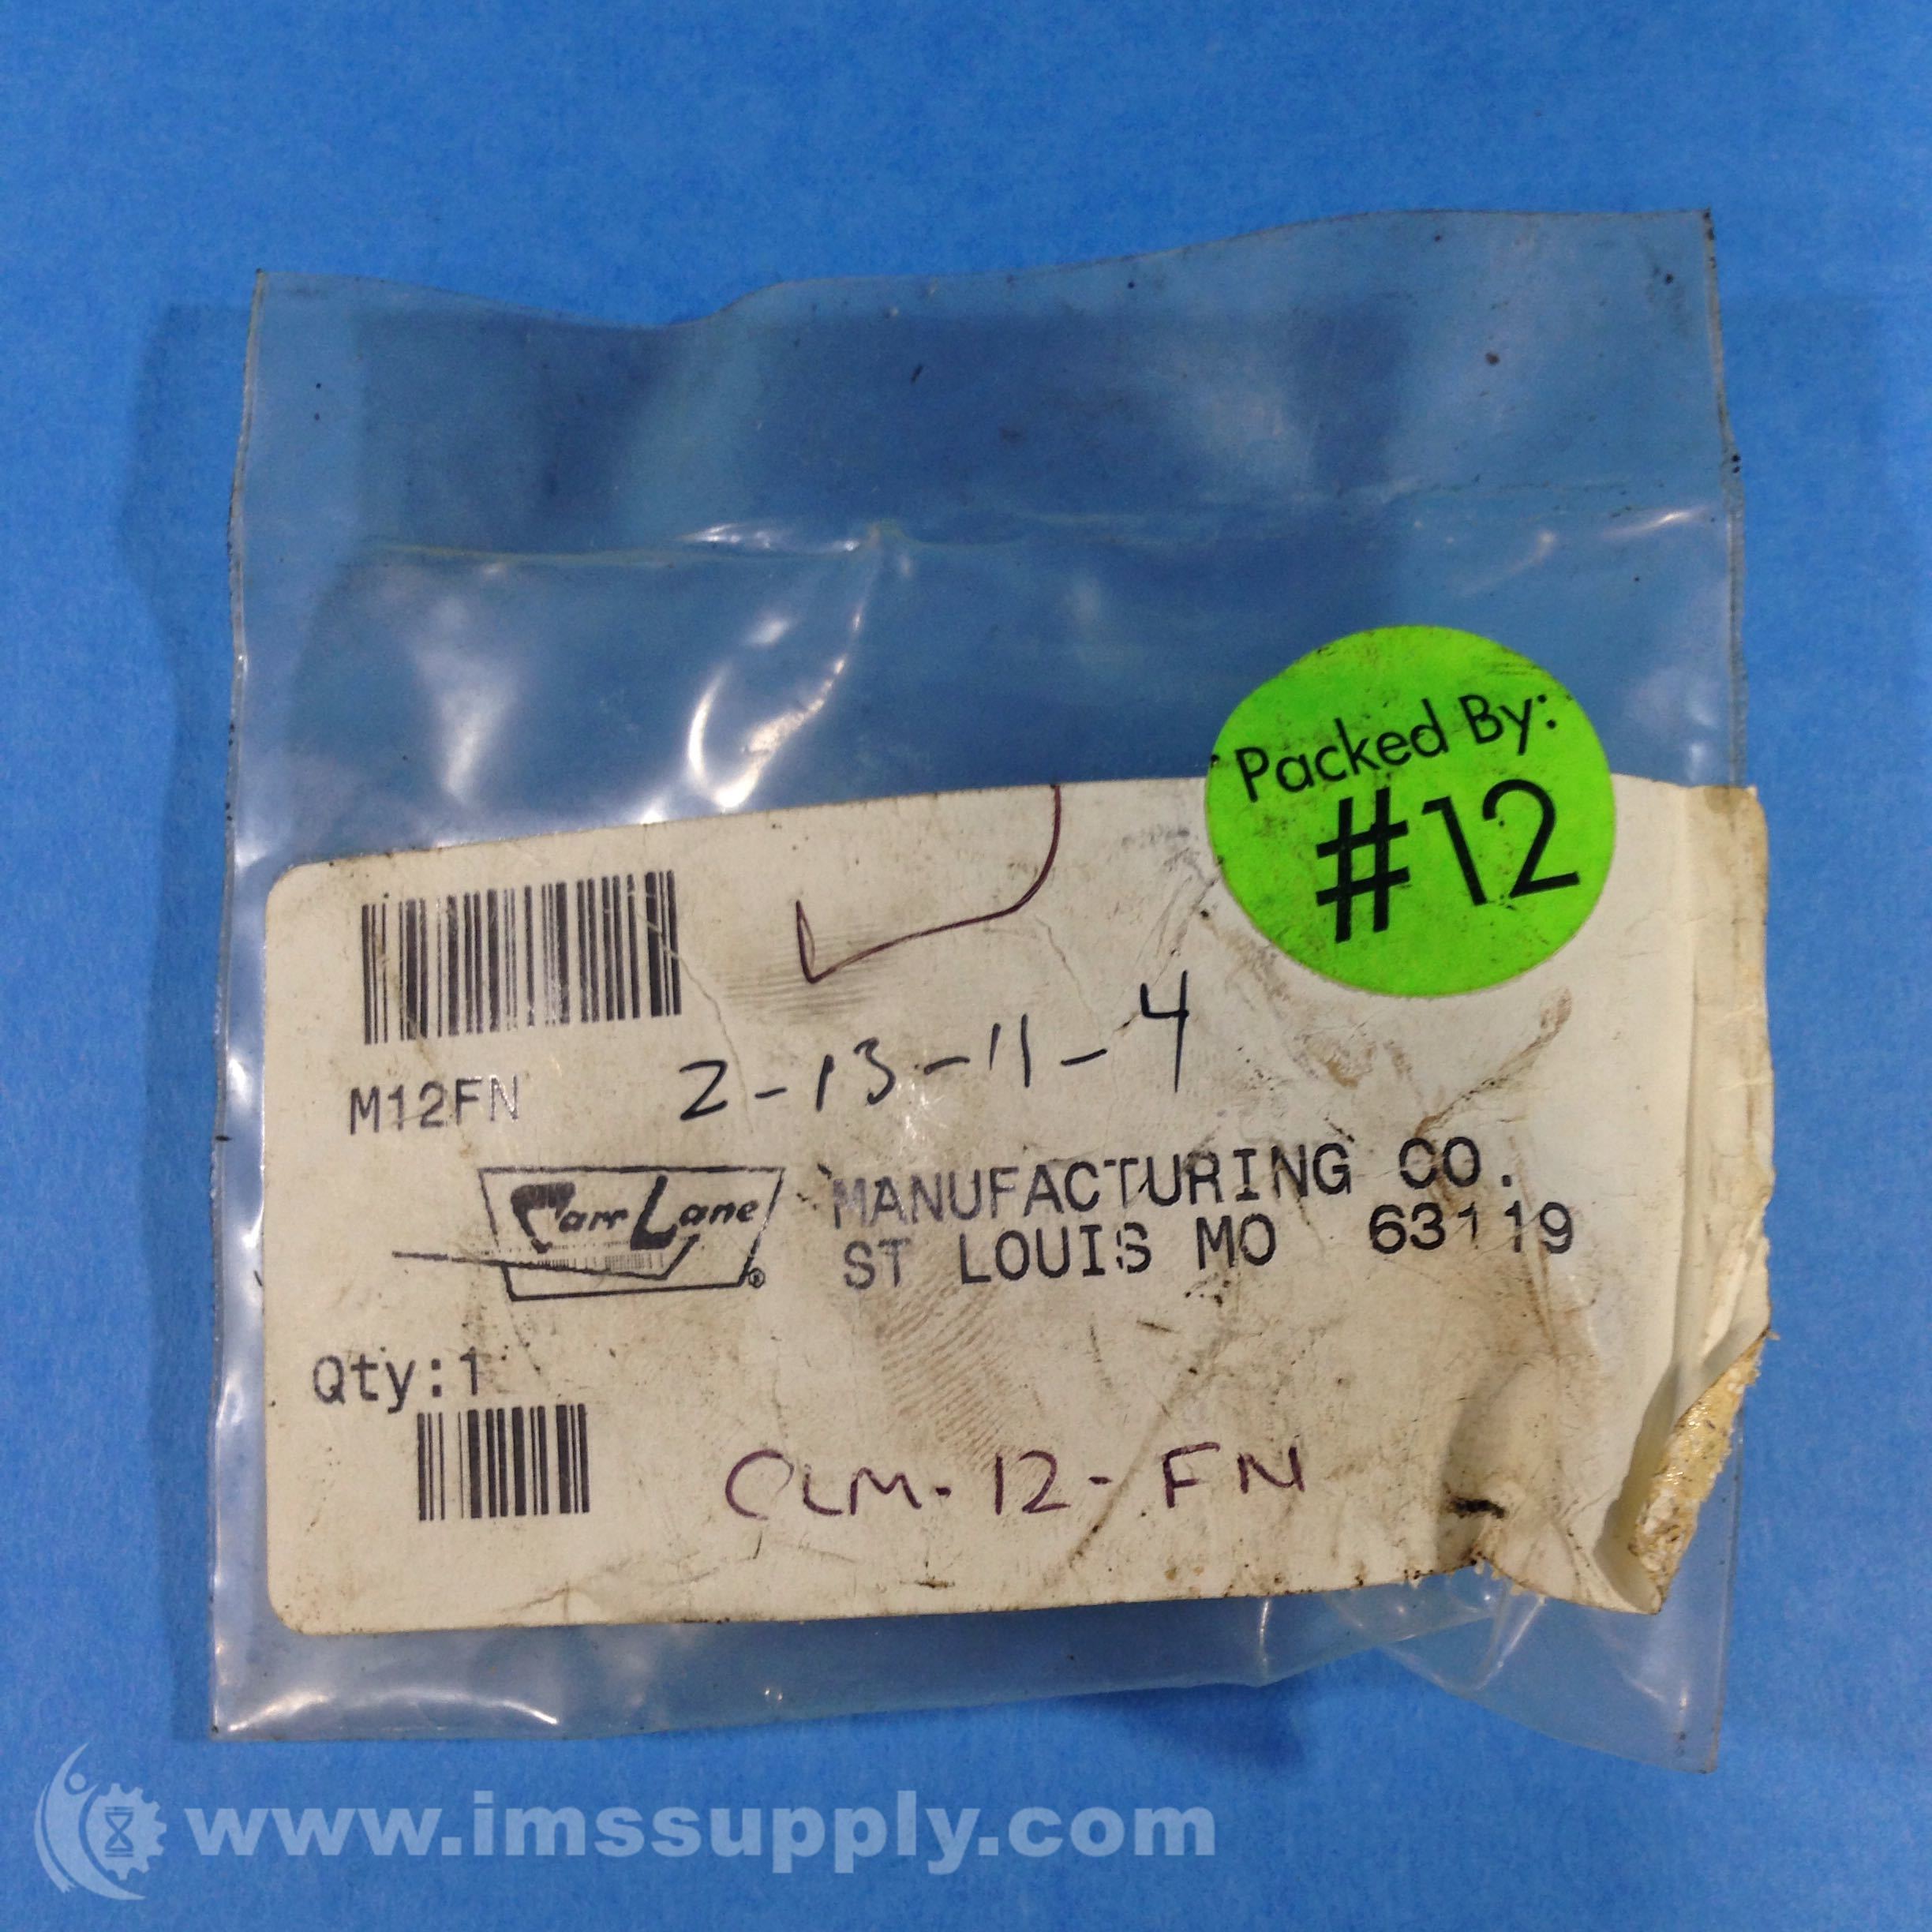 Packed By:
#12
M12FN
2-13-11-4
Carr Lane ®
MANUFACTURING CO.
ST LOUIS MO 63119
Qty:1
CLM-12-FN
www.imssupply.com